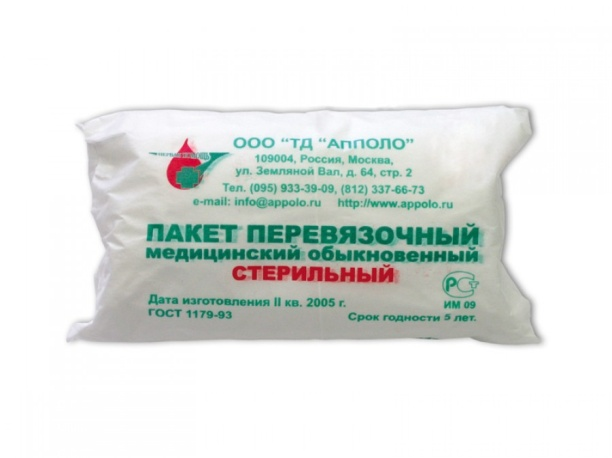 ООО "ТД "АППОЛО"
109004, Россия, Москва,
ул. Земляной Вал, д. 64, стр. 2
Тел. (095) 933-39-09, (812) 337-66-73
e-mail: info@appolo.ru http://www.appolo.ru
ПАКЕТ ПЕРЕВЯЗОЧНЫЙ
медицинский обыкновенный
СТЕРИЛЬНЫЙ
РСТ
ИМ 09
Дата изготовления II кв. 2005 г.
ГОСТ 1179-93
Срок годности 5 лет.